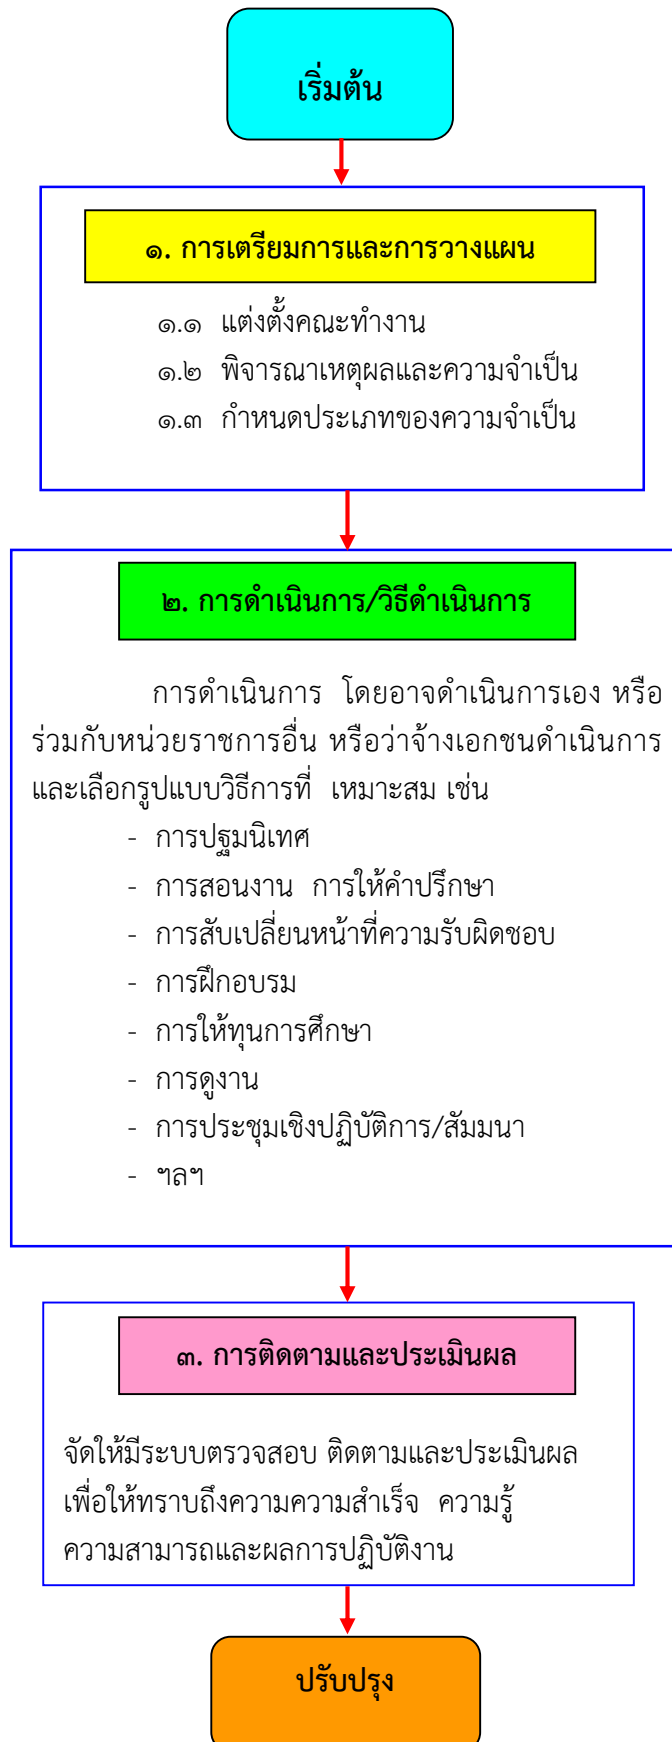 เริ่มต้น
๑. การเตรียมการและการวางแผน
๑.๑ แต่งตั้งคณะทำงาน
๑.๒ พิจารณาเหตุผลและความจำเป็น
๑.๓ กำหนดประเภทของความจำเป็น
๒. การดำเนินการ/วิธีดำเนินการ
การดำเนินการ โดยอาจดำเนินการเอง หรือ
ร่วมกับหน่วยราชการอื่น หรือว่าจ้างเอกชนดำเนินการ
และเลือกรูปแบบวิธีการที่ เหมาะสม เช่น
- การปฐมนิเทศ
- การสอนงาน การให้คำปรึกษา
- การสับเปลี่ยนหน้าที่ความรับผิดชอบ
- การฝึกอบรม
- การให้ทุนการศึกษา
- การดูงาน
- การประชุมเชิงปฏิบัติการ/สัมมนา
- ฯลฯ
๓. การติดตามและประเมินผล
จัดให้มีระบบตรวจสอบ ติดตามและประเมินผล
เพื่อให้ทราบถึงความความสำเร็จ ความรู้
ความสามารถและผลการปฏิบัติงาน
ปรับปรุง